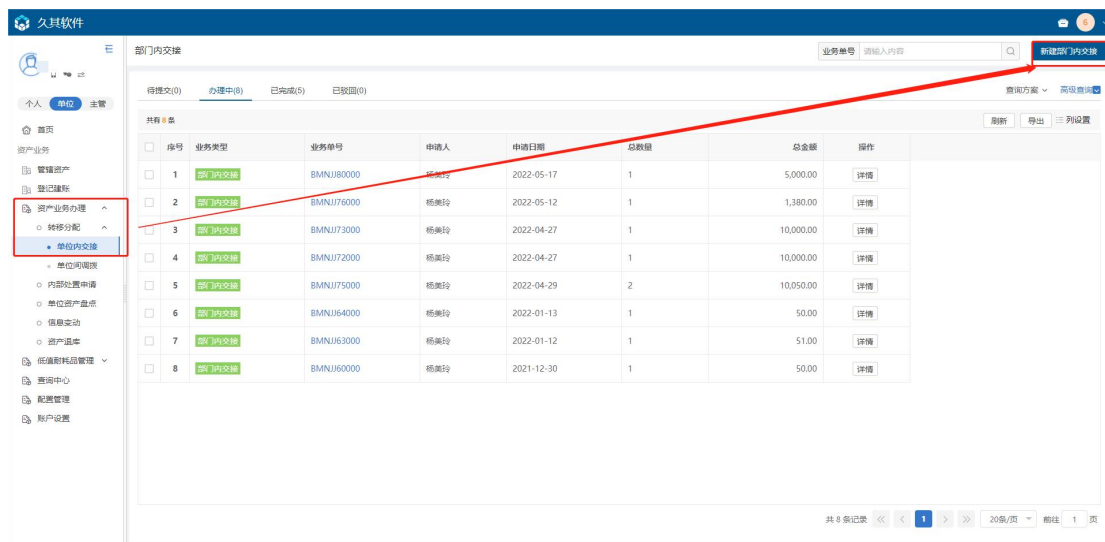 久其软件
6
部门内交接
业务单号 请输入内容
新建部门内交接
待提交(0) 办理中(8) 已完成(5) 已驳回(0)
查询方案 高级查询
个人 单位 主管
共有8条
刷新 导出 列设置
首页
资产业务
管辖资产
登记建账
资产业务办理
转移分配
单位内交接
单位间调拨
内部处置申请
单位资产盘点
信息变动
资产退库
低值耐耗品管理
查询中心
配置管理
账户设置
序号 业务类型 业务单号 申请人 申请日期 总数量 总金额 操作
1 部门内交接 BMNJJ80000 杨美玲 2022-05-17 1 5,000.00 详情
2 部门内交接 BMNJJ76000 杨美玲 2022-05-12 1 1,380.00 详情
3 部门内交接 BMNJJ73000 杨美玲 2022-04-27 1 10,000.00 详情
4 部门内交接 BMNJJ72000 杨美玲 2022-04-27 1 10,000.00 详情
5 部门内交接 BMNJJ75000 杨美玲 2022-04-29 2 10,050.00 详情
6 部门内交接 BMNJJ64000 杨美玲 2022-01-13 1 50.00 详情
7 部门内交接 BMNJJ63000 杨美玲 2022-01-12 1 51.00 详情
8 部门内交接 BMNJJ60000 杨美玲 2021-12-30 1 50.00 详情
共 8 条记录 1 20条/页 前往 1 页